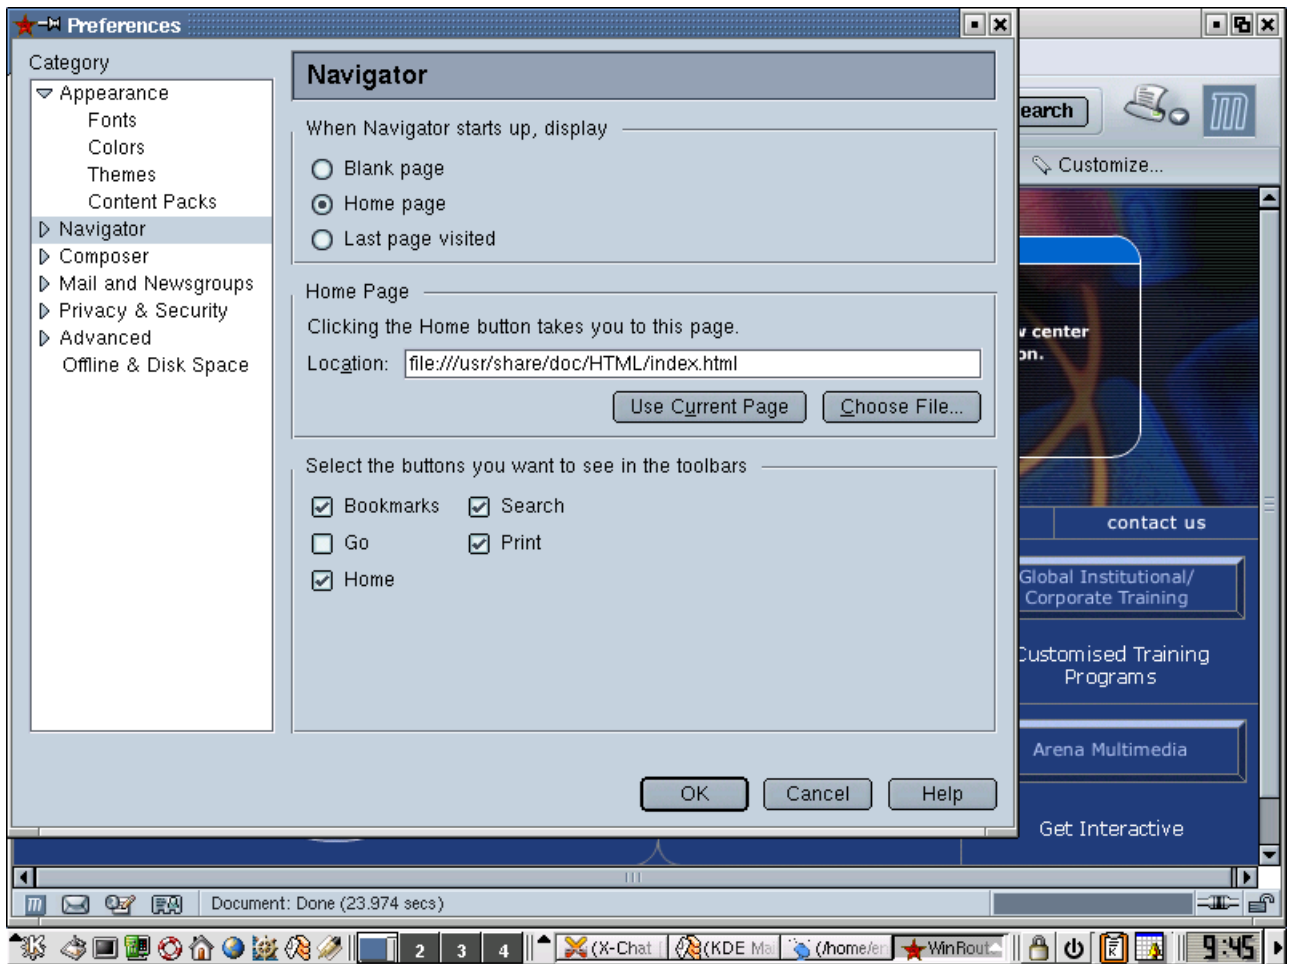 Preferences
Category
Appearance
Fonts
Colors
Themes
Content Packs
Navigator
Composer
Mail and Newsgroups
Privacy & Security
Advanced
Offline & Disk Space
Navigator
When Navigator starts up, display
Blank page
Home page
Last page visited
Home Page
Clicking the Home button takes you to this page.
Location: file:///usr/share/doc/HTML/index.html
Use Current Page Choose File...
Select the buttons you want to see in the toolbars
Bookmarks Search
Go Print
Home
OK Cancel Help
earch
Customize...
center
on.
contact us
Global Institutional/
Corporate Training
Customised Training
Programs
Arena Multimedia
Get Interactive
Document: Done (23.974 secs)
2 3 4 (X-Chat (KDE Ma (/home/en WinRout 9:45